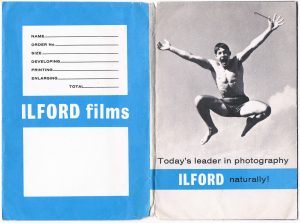 NAME
ORDER No
SIZE
DEVELOPING
PRINTING
ENLARGING
TOTAL
ILFORD films
Today's leader in photography
ILFORD naturally!